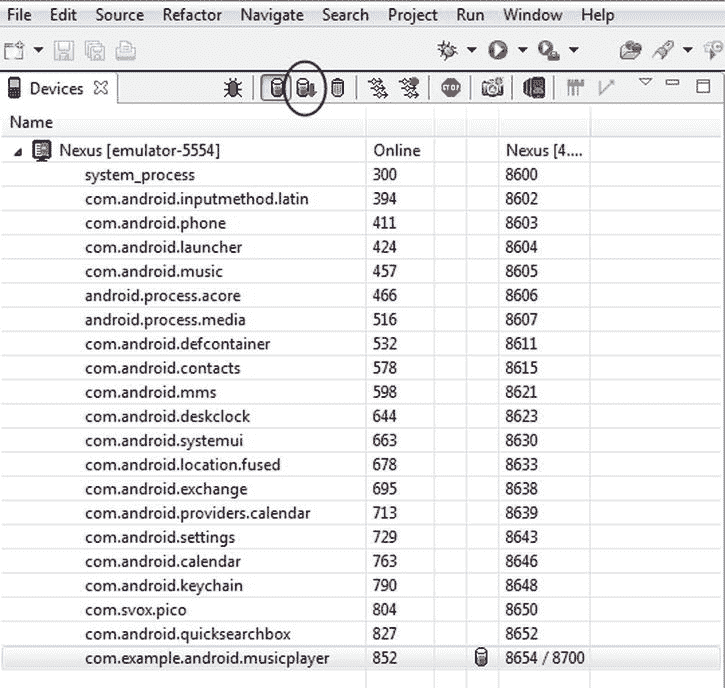 File Edit Source Refactor Navigate Search Project Run Window Help
Devices
STOP
Name
Nexus [emulator-5554] Online Nexus [4....
system_process 300 8600
com.android.inputmethod.latin 394 8602
com.android.phone 411 8603
com.android.launcher 424 8604
com.android.music 457 8605
android.process.acore 466 8606
android.process.media 516 8607
com.android.defcontainer 532 8611
com.android.contacts 578 8615
com.android.mms 598 8621
com.android.deskclock 644 8623
com.android.systemui 663 8630
com.android.location.fused 678 8633
com.android.exchange 695 8638
com.android.providers.calendar 713 8639
com.android.settings 729 8643
com.android.calendar 763 8646
com.android.keychain 790 8648
com.svox.pico 804 8650
com.android.quicksearchbox 827 8652
com.example.android.musicplayer 852 8654 / 8700